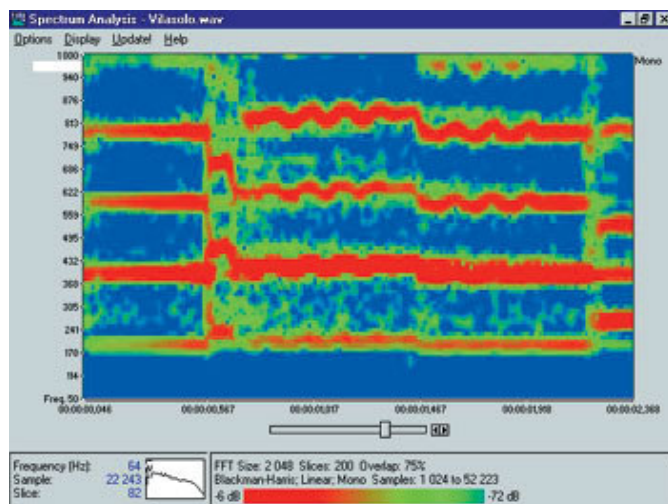 Spectrum Analysis - Vilasolo.wav
Options Display Update! Help
1000
Mono
940
876
813
749
686
622
559
495
432
368
305
241
178
114
Freq. 50
00:00:00,046 00:00:00,567 00:00:01,017 00:00:01,467 00:00:01,918 00:00:02,368
Frequency [Hz]: 64
Sample: 22 243
Slice: 82
FFT Size: 2 048 Slices: 200 Overlap: 75%
Blackman-Harris; Linear; Mono Samples: 1 024 to 52 223
-6 dB -72 dB